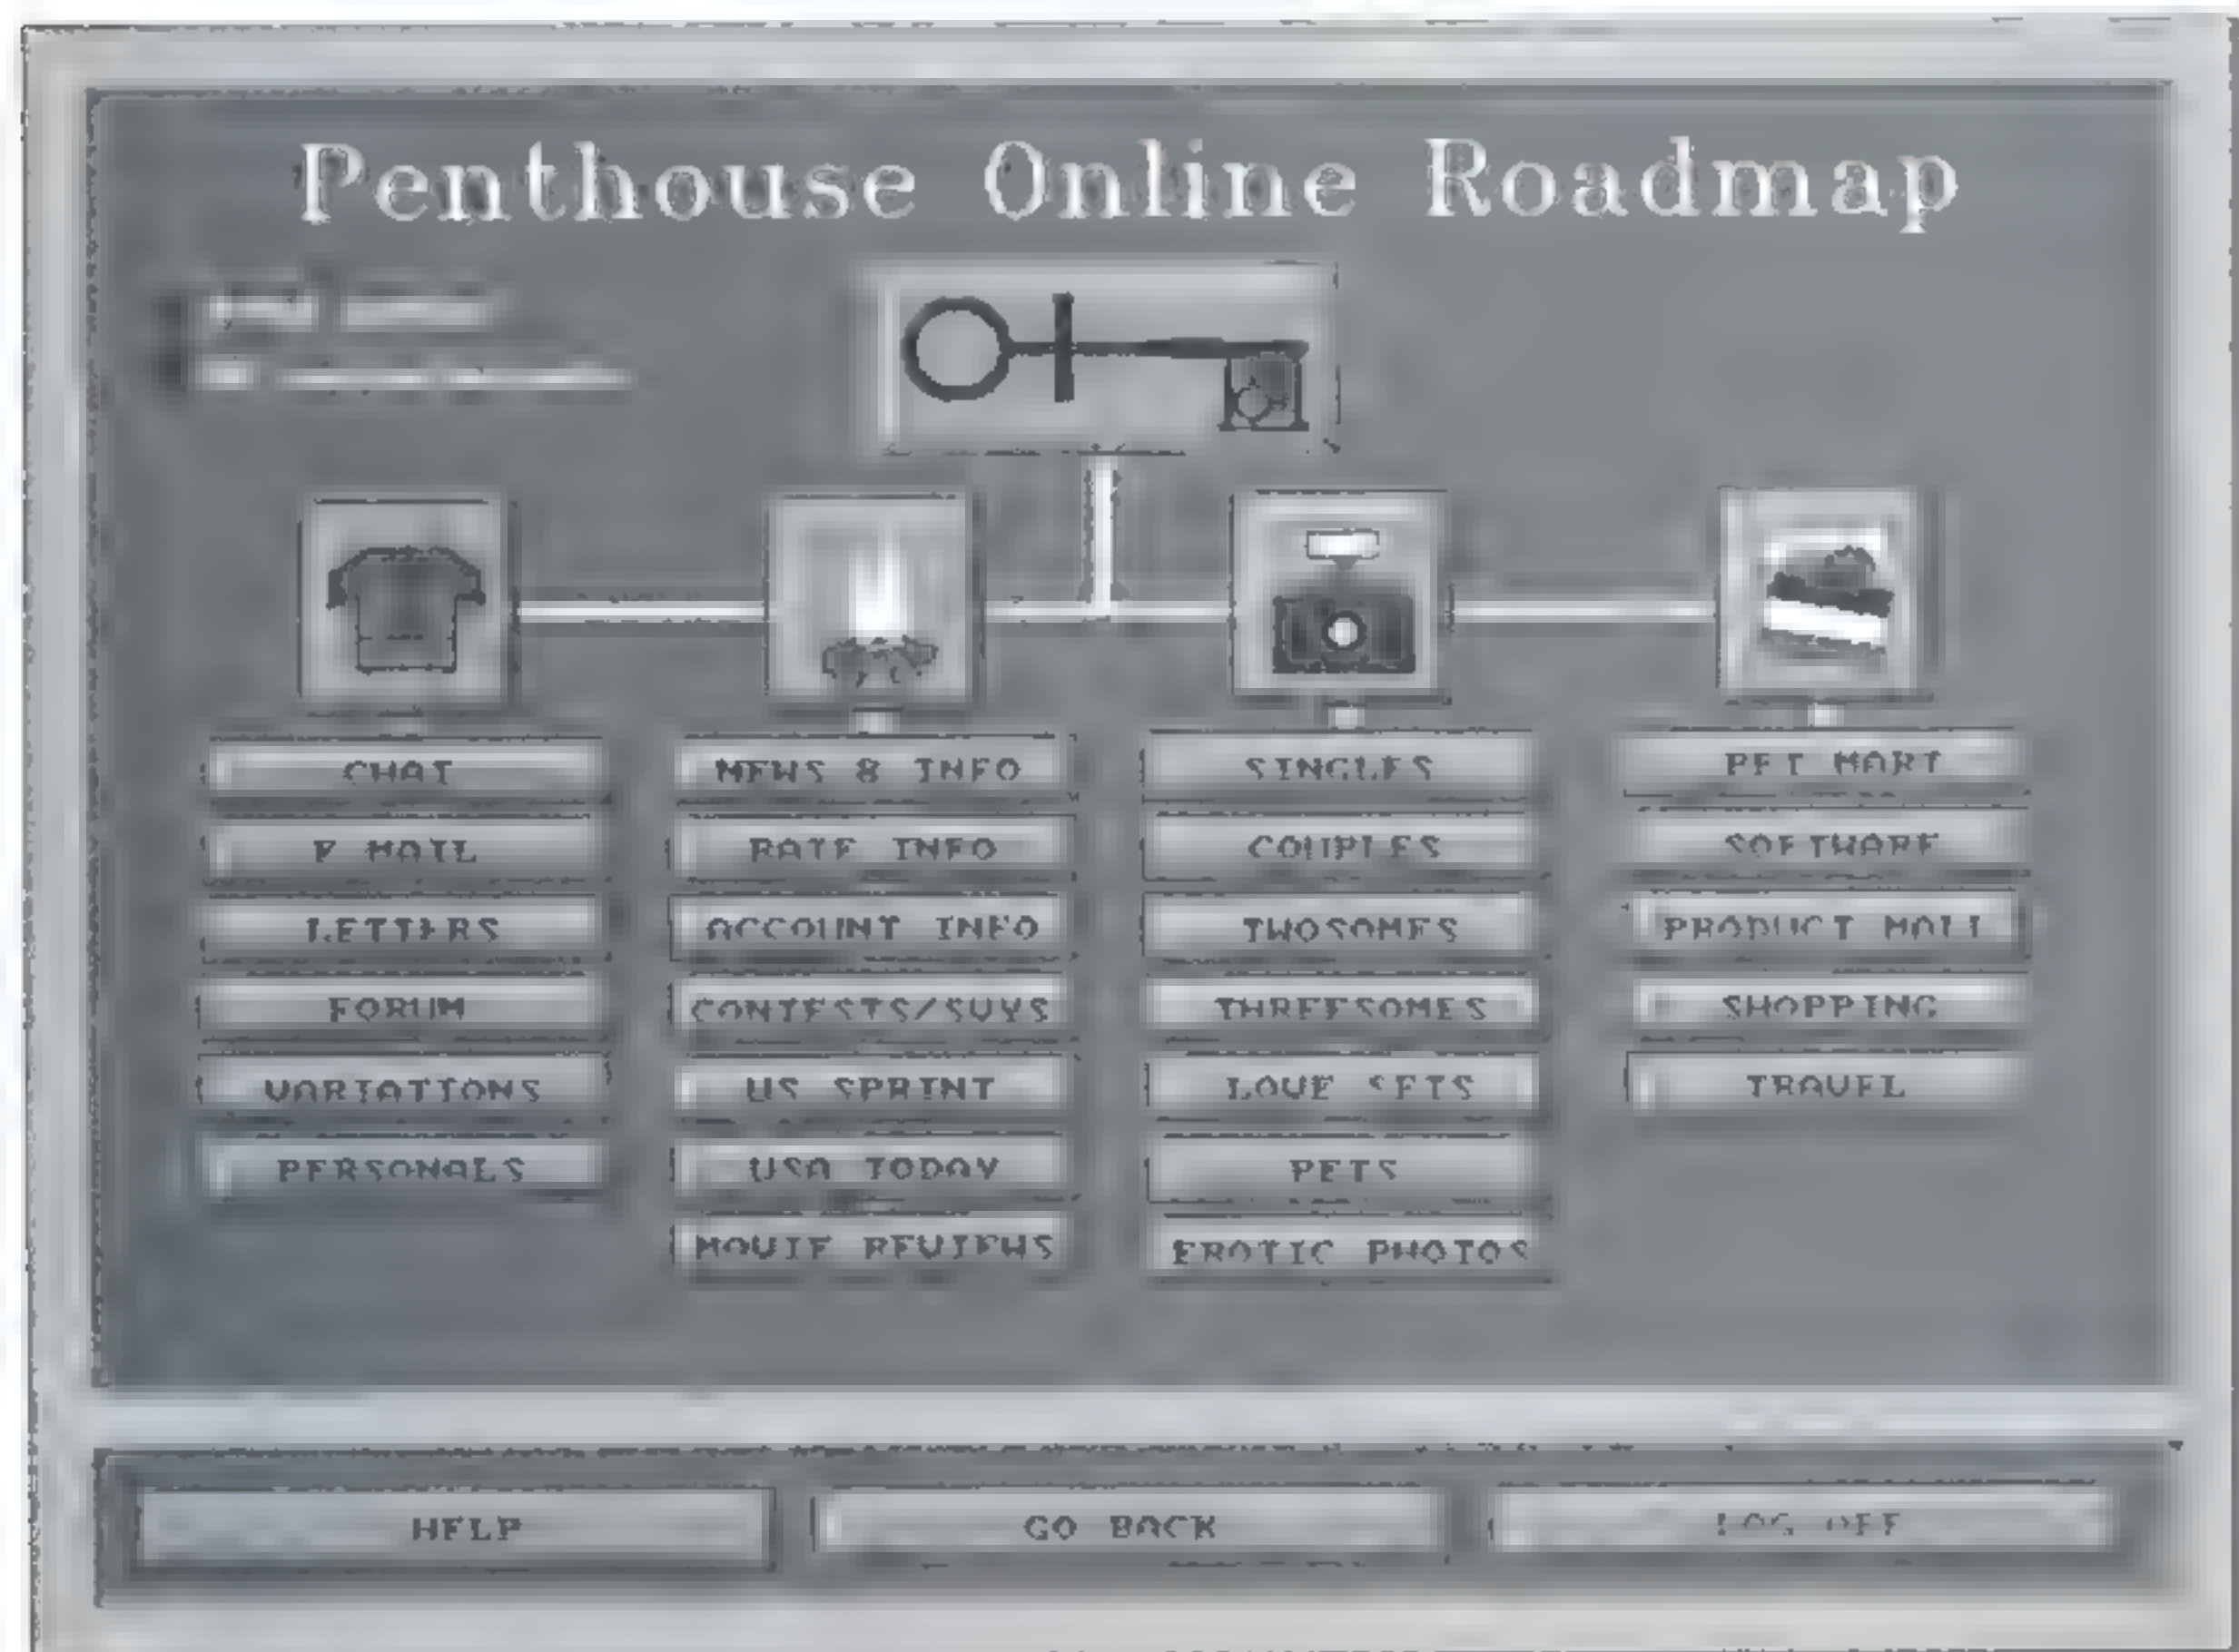 Penthouse Online Roadmap
CHAT
E MAIL
LETTERS
FORUM
VARIATIONS
PERSONALS
NEWS & INFO
RATE INFO
ACCOUNT INFO
CONTESTS/SUVS
US SPRINT
USA TODAY
MOVIE REVIEWS
SINGLES
COUPLES
TWOSOMES
THREESOMES
LOVE SETS
PETS
EROTIC PHOTOS
PET MART
SOFTWARE
PRODUCT MALL
SHOPPING
TRAVEL
HELP
GO BACK
LOG OFF